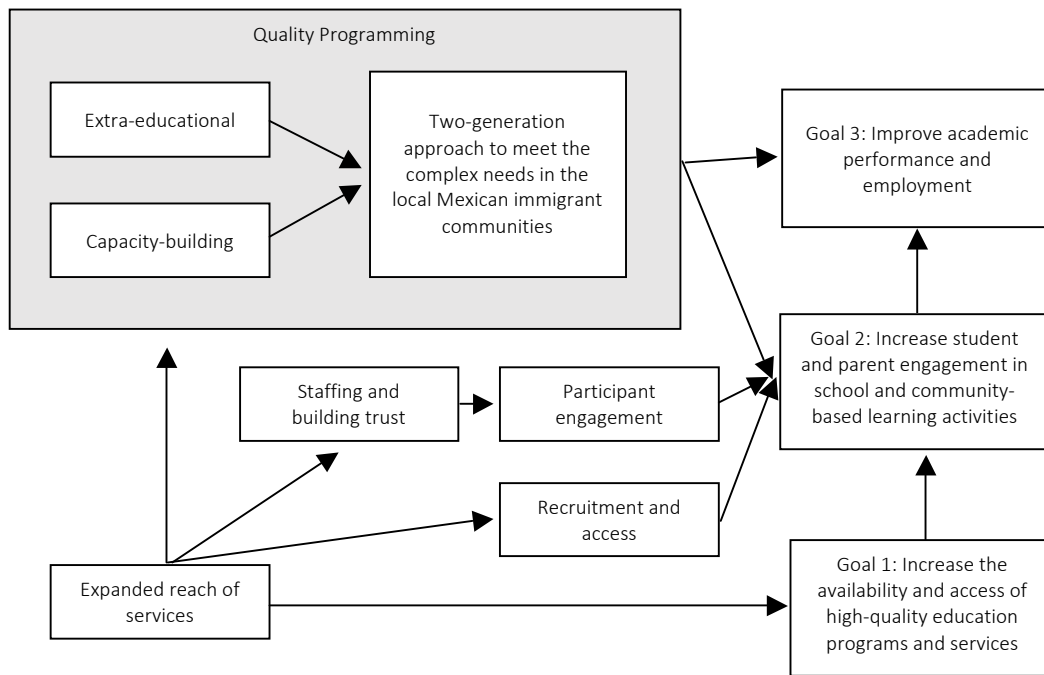 Quality Programming
Extra-educational
Capacity-building
Two-generation
approach to meet the
complex needs in the
local Mexican immigrant
communities
Goal 3: Improve academic
performance and
employment
Staffing and
building trust
Participant
engagement
Goal 2: Increase student
and parent engagement in
school and community-
based learning activities
Recruitment and
access
Expanded reach of
services
Goal 1: Increase the
availability and access of
high-quality education
programs and services